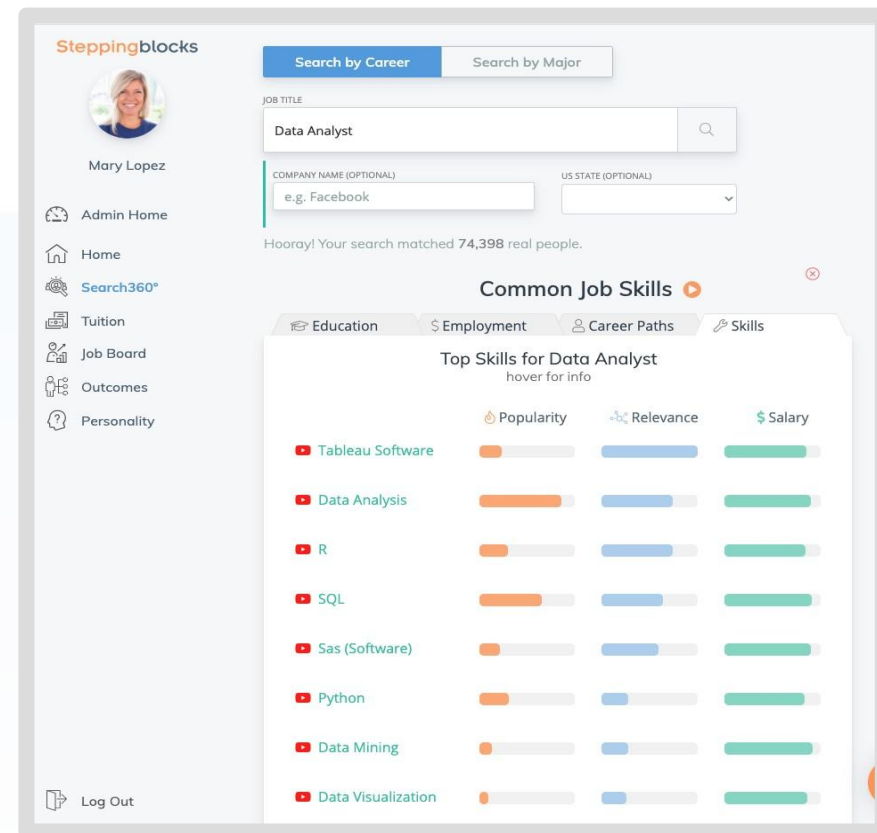 Steppingblocks
Mary Lopez
Admin Home
Home
Search360°
Tuition
Job Board
Outcomes
Personality
Log Out
Search by Career Search by Major
JOB TITLE
Data Analyst
COMPANY NAME (OPTIONAL) US STATE (OPTIONAL)
e.g. Facebook
Hooray! Your search matched 74,398 real people.
Common Job Skills
Education $ Employment Career Paths Skills
Top Skills for Data Analyst
hover for info
Popularity Relevance $ Salary
Tableau Software
Data Analysis
R
SQL
Sas (Software)
Python
Data Mining
Data Visualization